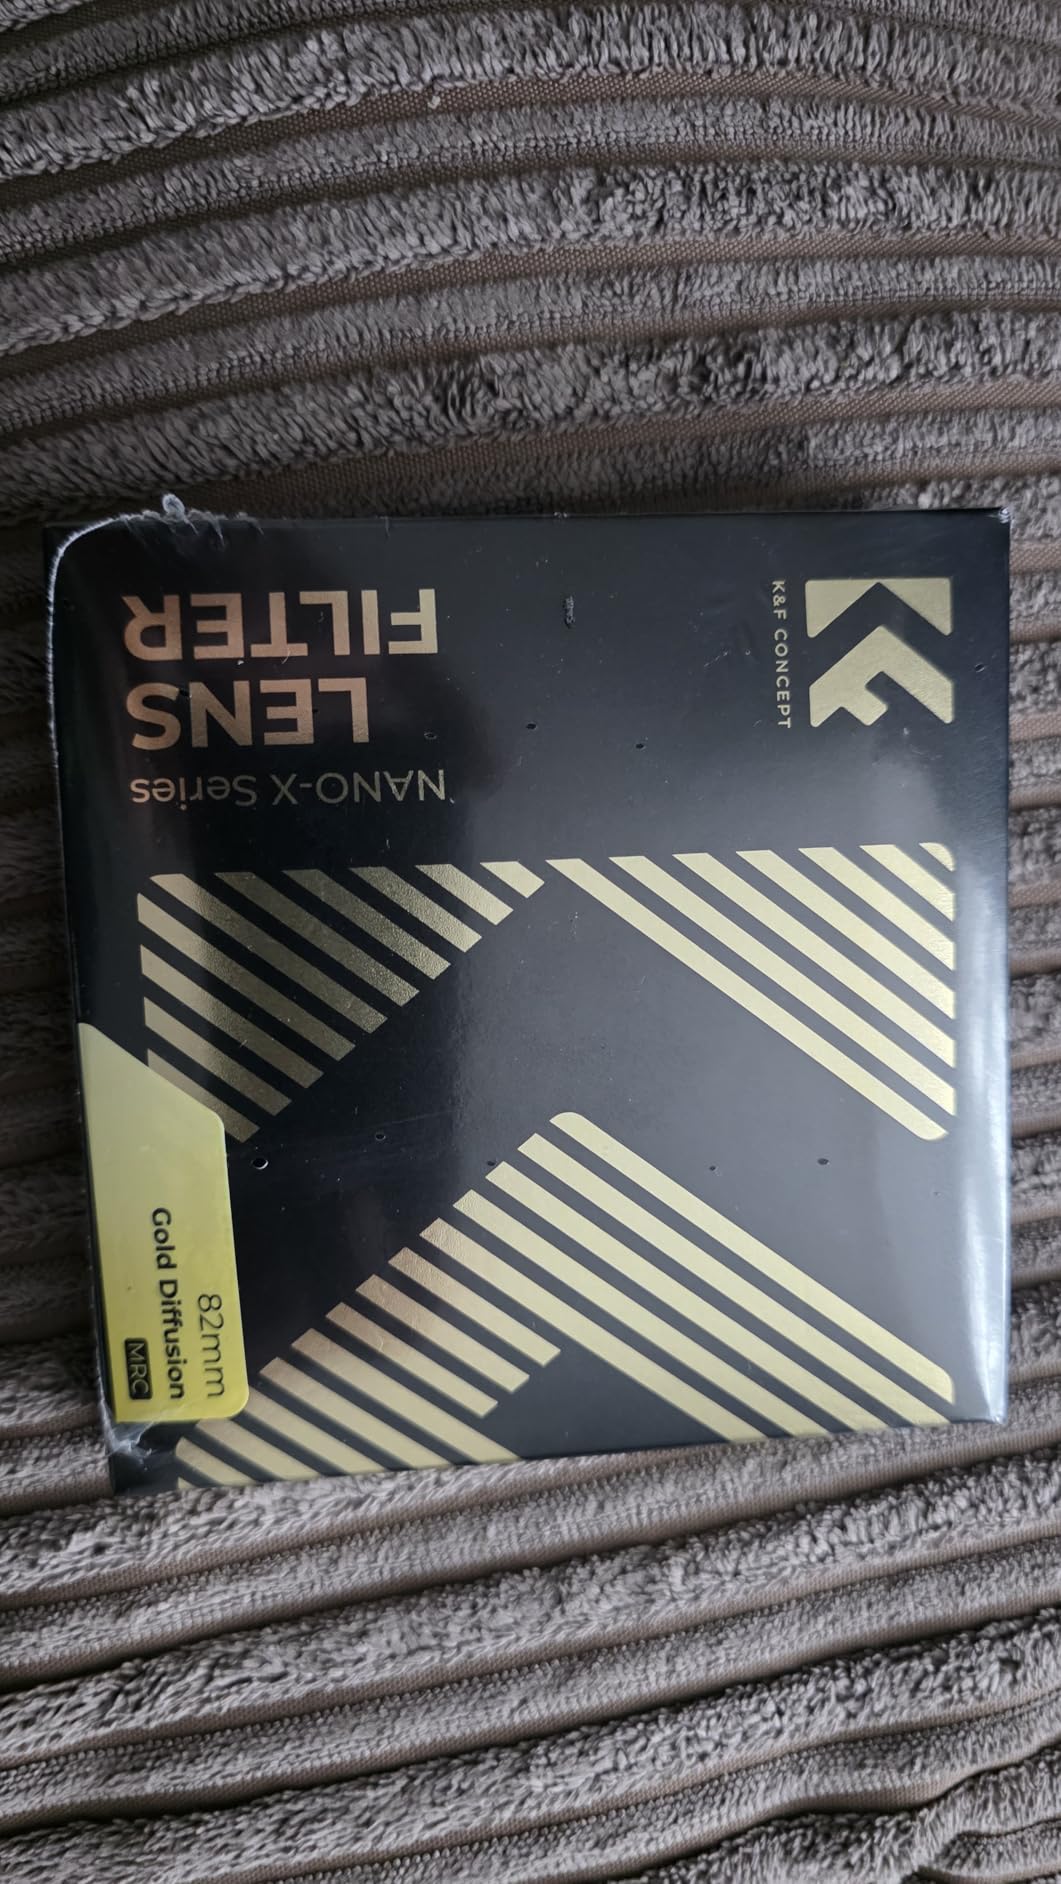 K&F CONCEPT
NANO-X Series
LENS
FILTER
82mm
Gold Diffusion
MRC